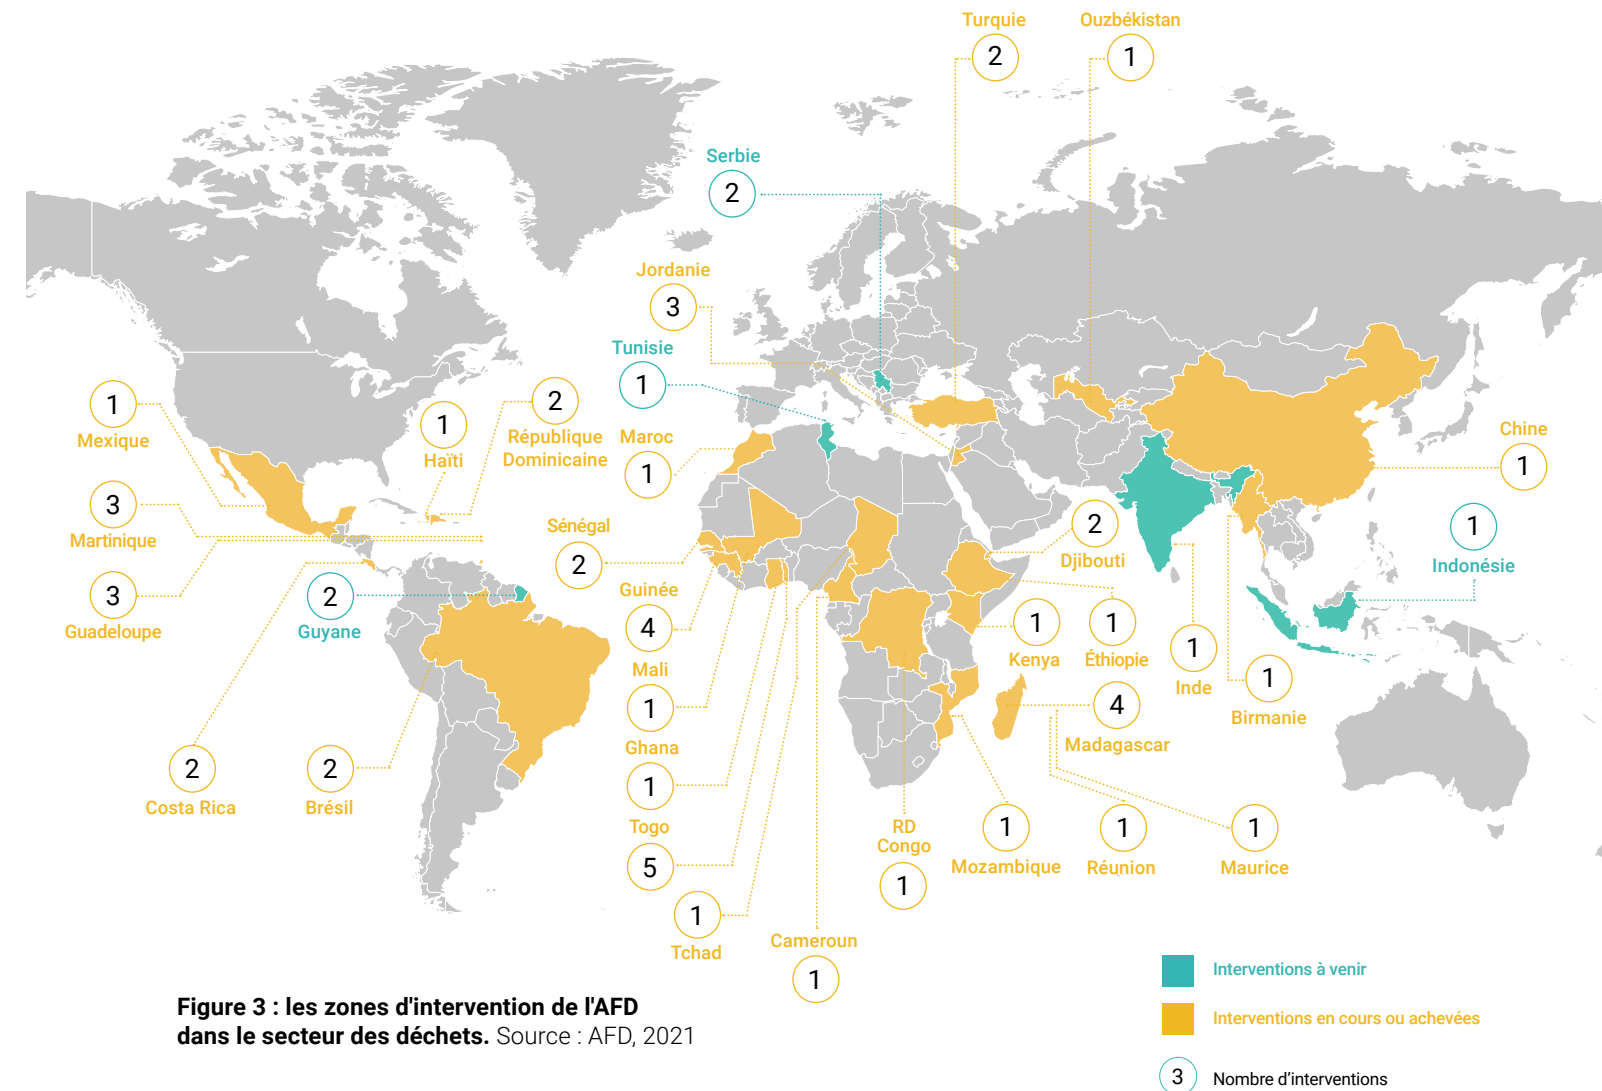 Turquie
2
Ouzbékistan
1
Serbie
2
Jordanie
3
Tunisie
1
Maroc
1
1
Mexique
1
Haïti
2
République
Dominicaine
3
Martinique
3
Guadeloupe
2
Guyane
2
Costa Rica
2
Brésil
Sénégal
2
Guinée
4
Mali
1
Ghana
1
Togo
5
1
Tchad
Cameroun
1
RD
Congo
1
1
Mozambique
1
Réunion
1
Maurice
4
Madagascar
1
Kenya
1
Éthiopie
2
Djibouti
1
Inde
1
Birmanie
Chine
1
1
Indonésie
Interventions à venir
Interventions en cours ou achevées
3 Nombre d'interventions
Figure 3 : les zones d'intervention de l'AFD
dans le secteur des déchets. Source : AFD, 2021